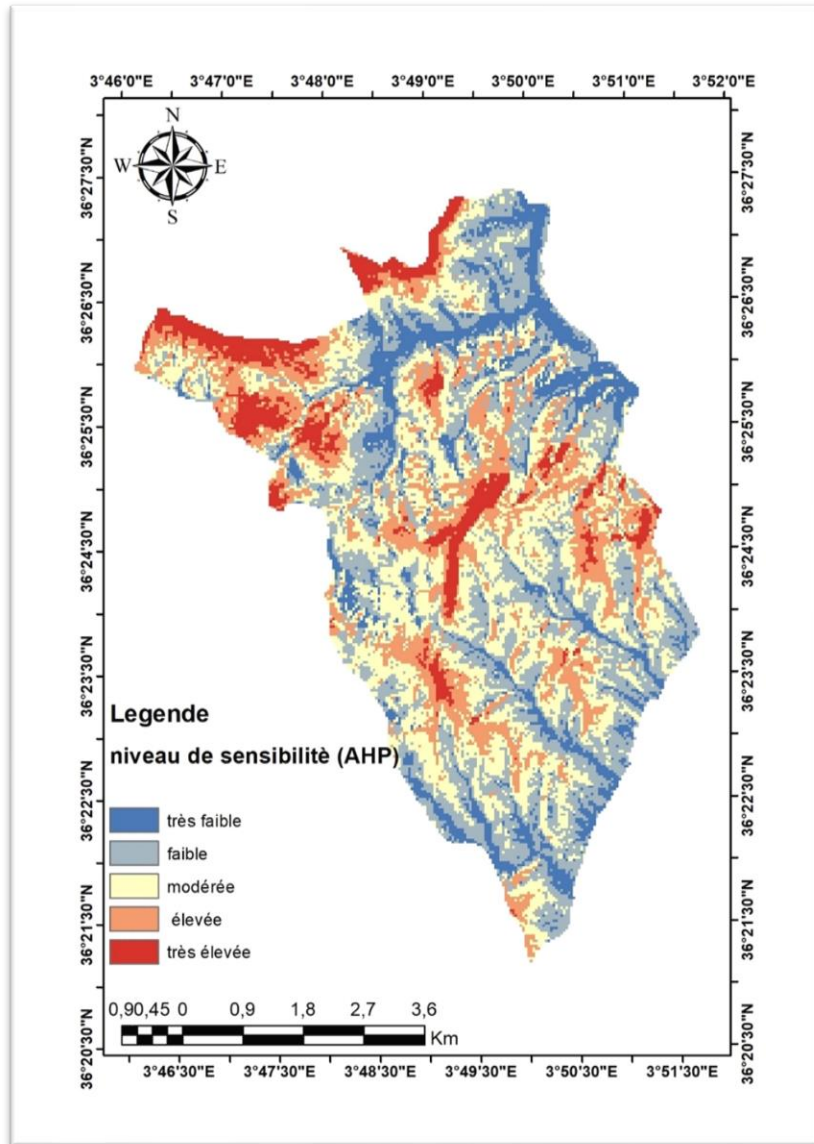 3°46'0"E 3°47'0"E 3°48'0"E 3°49'0"E 3°50'0"E 3°51'0"E 3°52'0"E
N
W E
S
36°27'30"N 36°27'30"N
36°26'30"N 36°26'30"N
36°25'30"N 36°25'30"N
36°24'30"N 36°24'30"N
36°23'30"N 36°23'30"N
36°22'30"N 36°22'30"N
36°21'30"N 36°21'30"N
36°20'30"N 36°20'30"N
Legende
niveau de sensibilitè (AHP)
très faible
faible
modérée
élevée
très élevée
0,90,45 0 0,9 1,8 2,7 3,6
Km
3°46'30"E 3°47'30"E 3°48'30"E 3°49'30"E 3°50'30"E 3°51'30"E